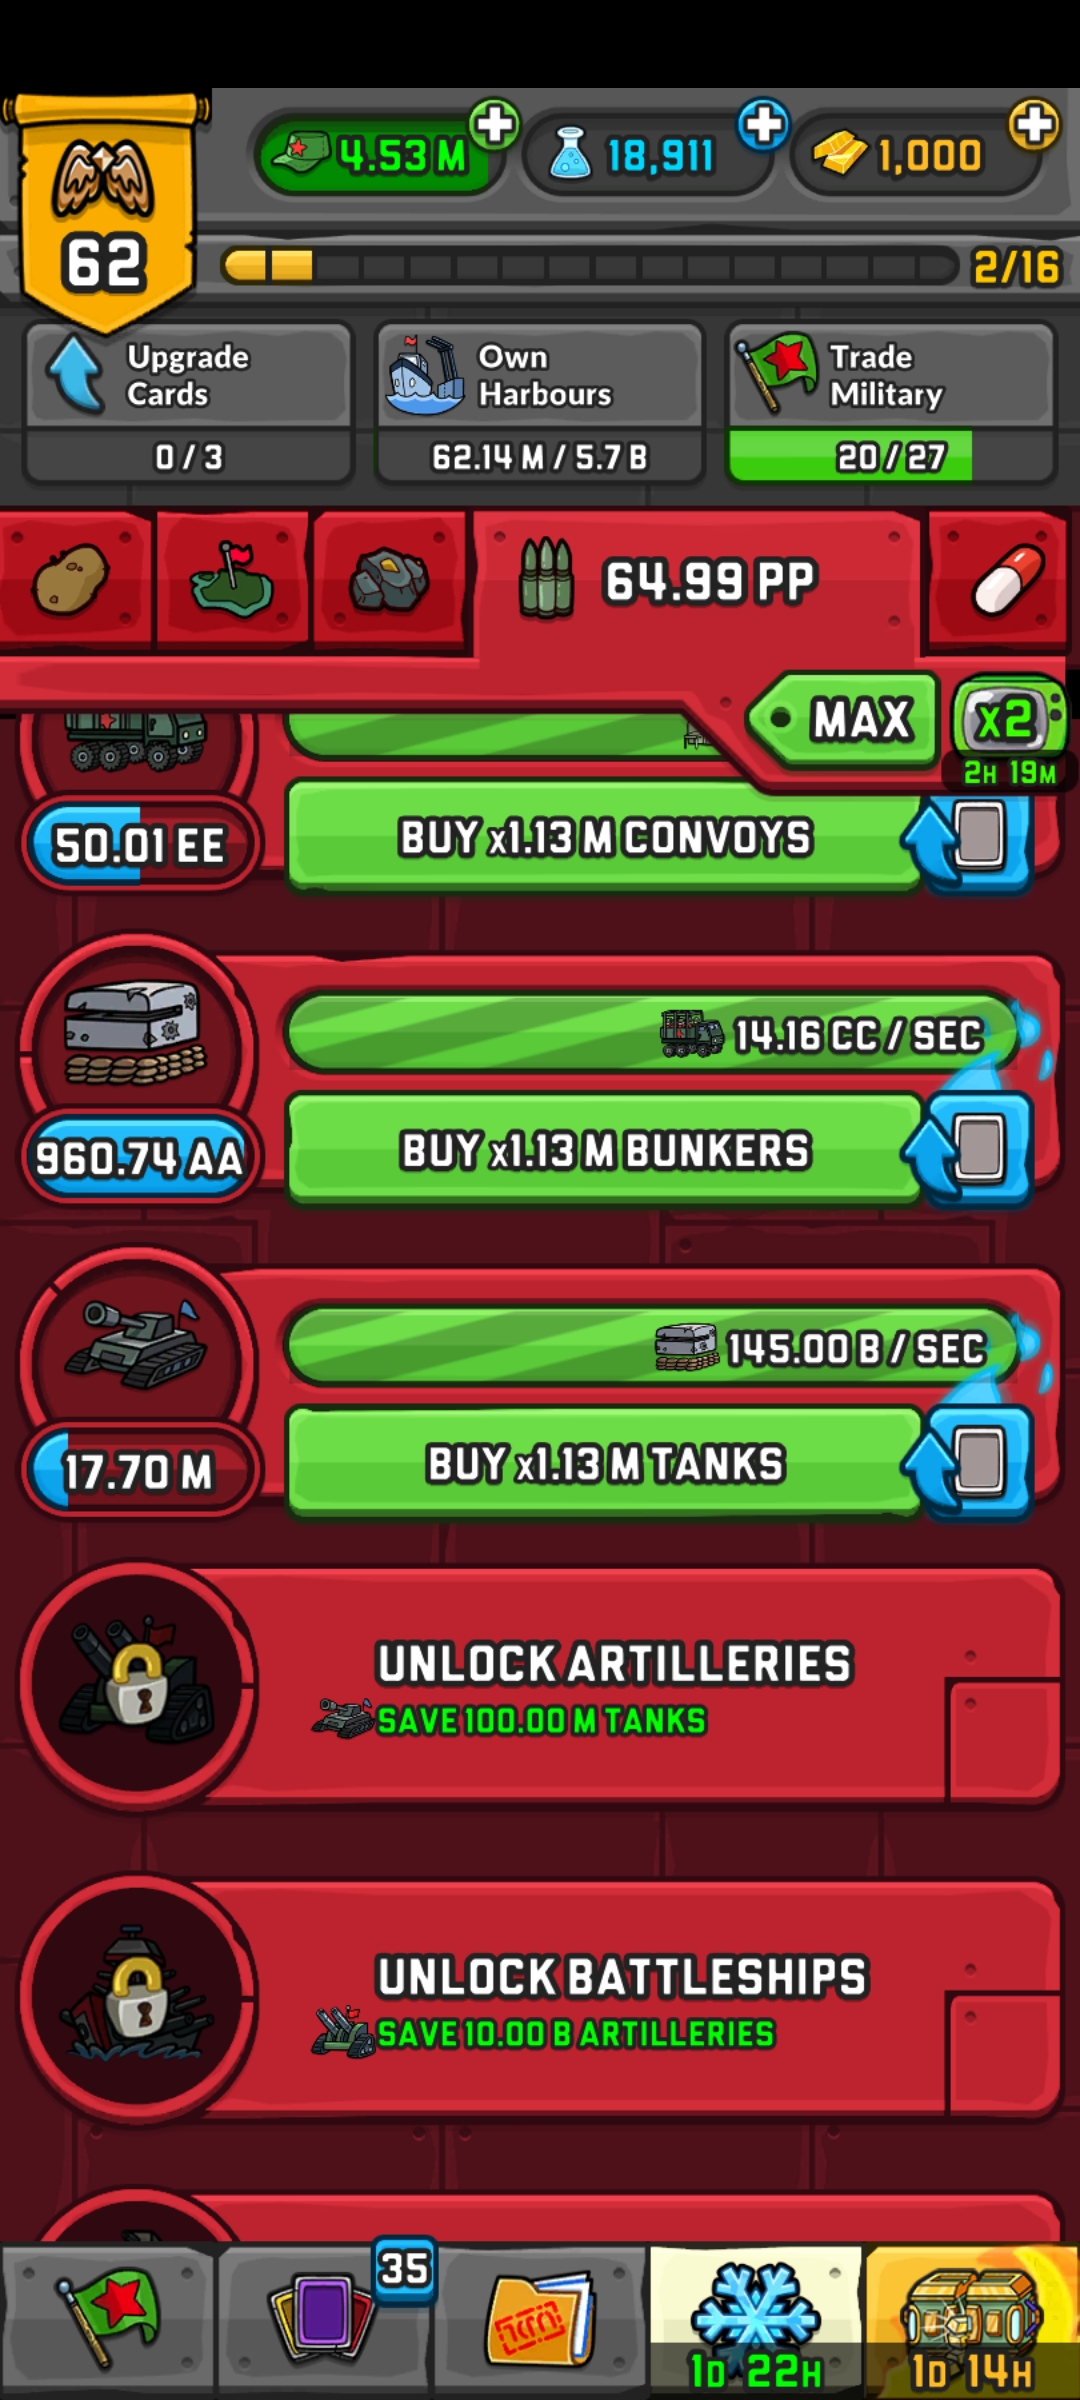 4.53 M
18,911
1,000
62
2/16
Upgrade
Cards
0 / 3
Own
Harbours
62.14 M / 5.7 B
Trade
Military
20 / 27
64.99 PP
MAX
x2
2H 19M
50.01 EE
BUY x1.13 M CONVOYS
14.16 CC / SEC
960.74 AA
BUY x1.13 M BUNKERS
145.00 B / SEC
17.70 M
BUY x1.13 M TANKS
UNLOCK ARTILLERIES
SAVE 100.00 M TANKS
UNLOCK BATTLESHIPS
SAVE 10.00 B ARTILLERIES
35
1D 22H
1D 14H